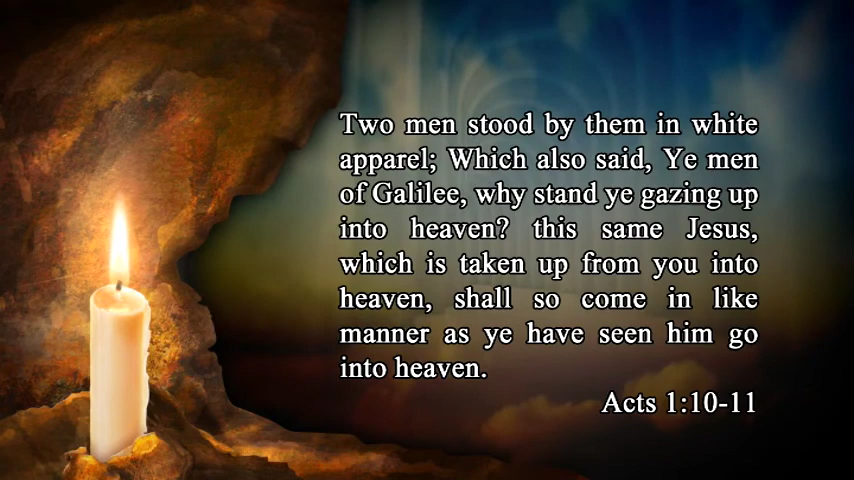 Two men stood by them in white
apparel; Which also said, Ye men
of Galilee, why stand ye gazing up
into heaven? this same Jesus,
which is taken up from you into
heaven, shall so come in like
manner as ye have seen him go
into heaven.
Acts 1:10-11